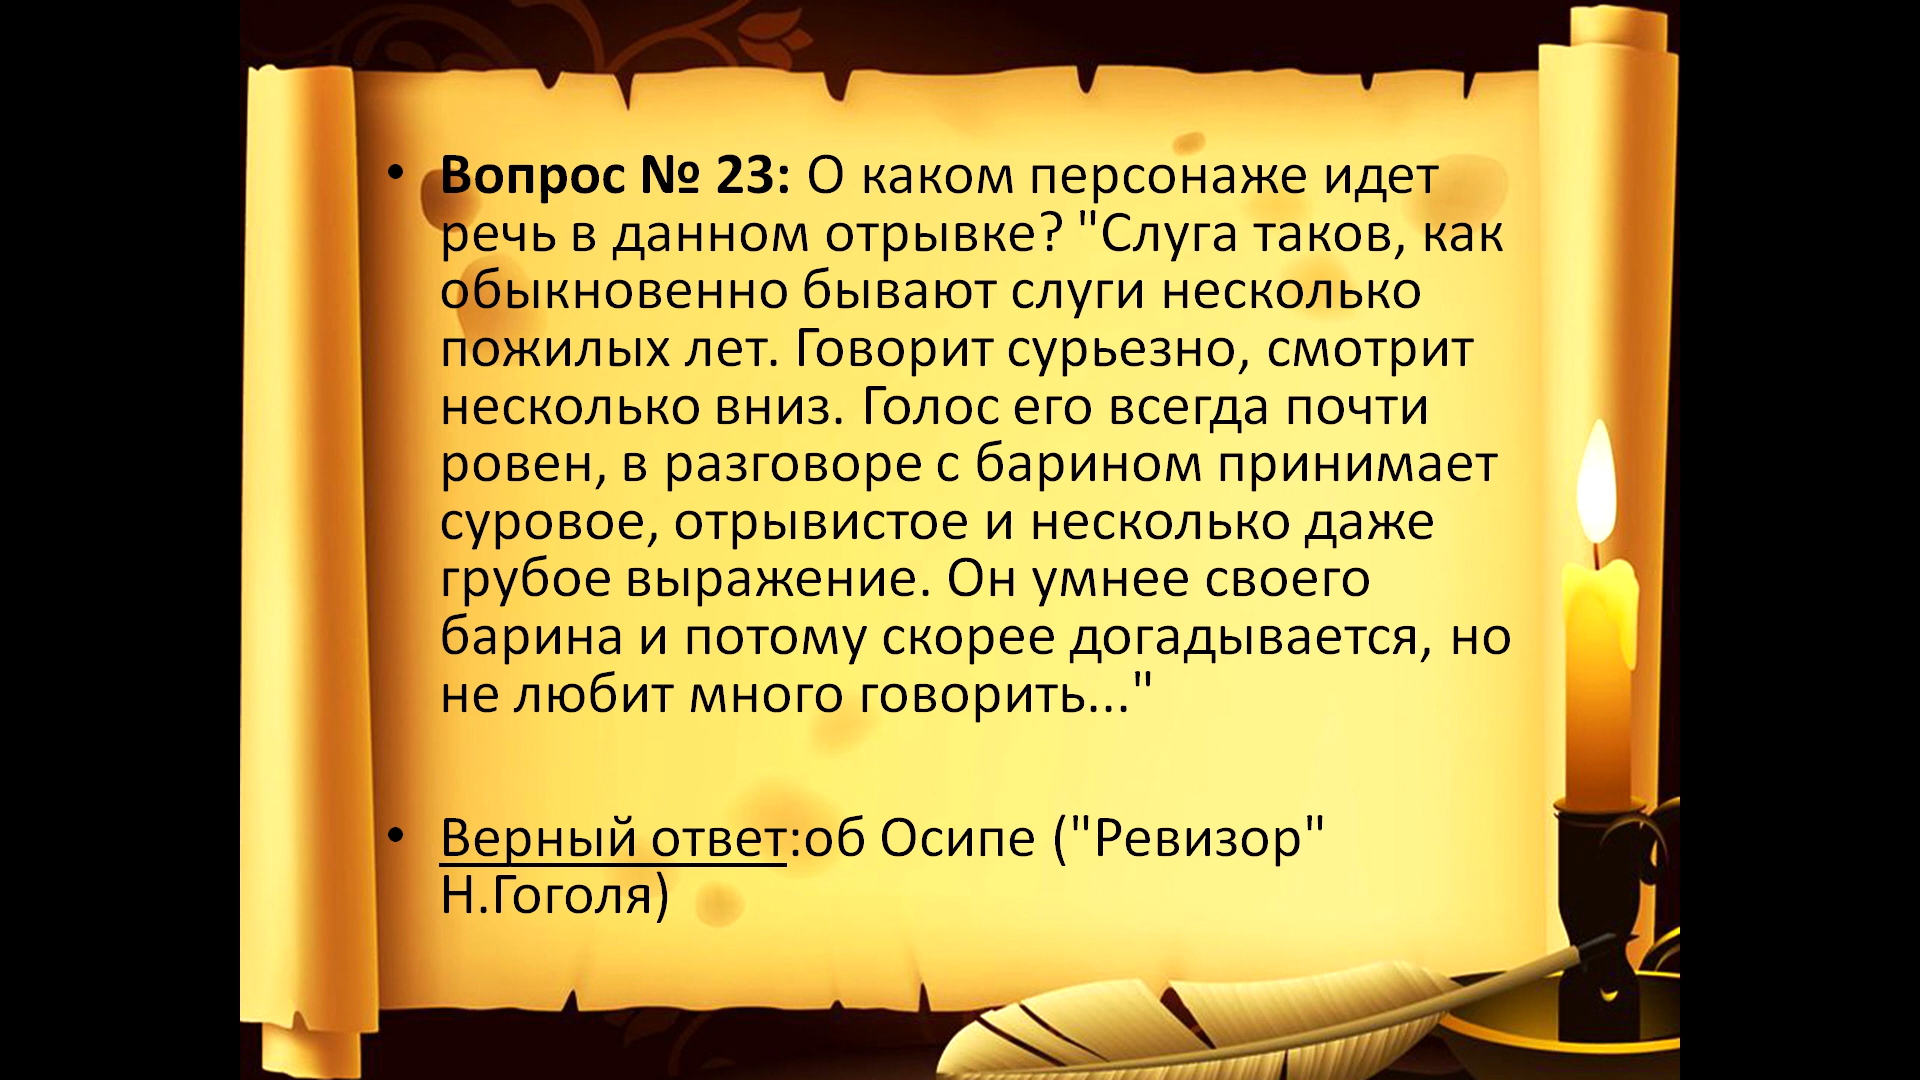 • Вопрос № 23: О каком персонаже идет
речь в данном отрывке? "Слуга таков, как
обыкновенно бывают слуги несколько
пожилых лет. Говорит сурьезно, смотрит
несколько вниз. Голос его всегда почти
ровен, в разговоре с барином принимает
суровое, отрывистое и несколько даже
грубое выражение. Он умнее своего
барина и потому скорее догадывается, но
не любит много говорить..."
• Верный ответ:об Осипе ("Ревизор"
Н.Гоголя)